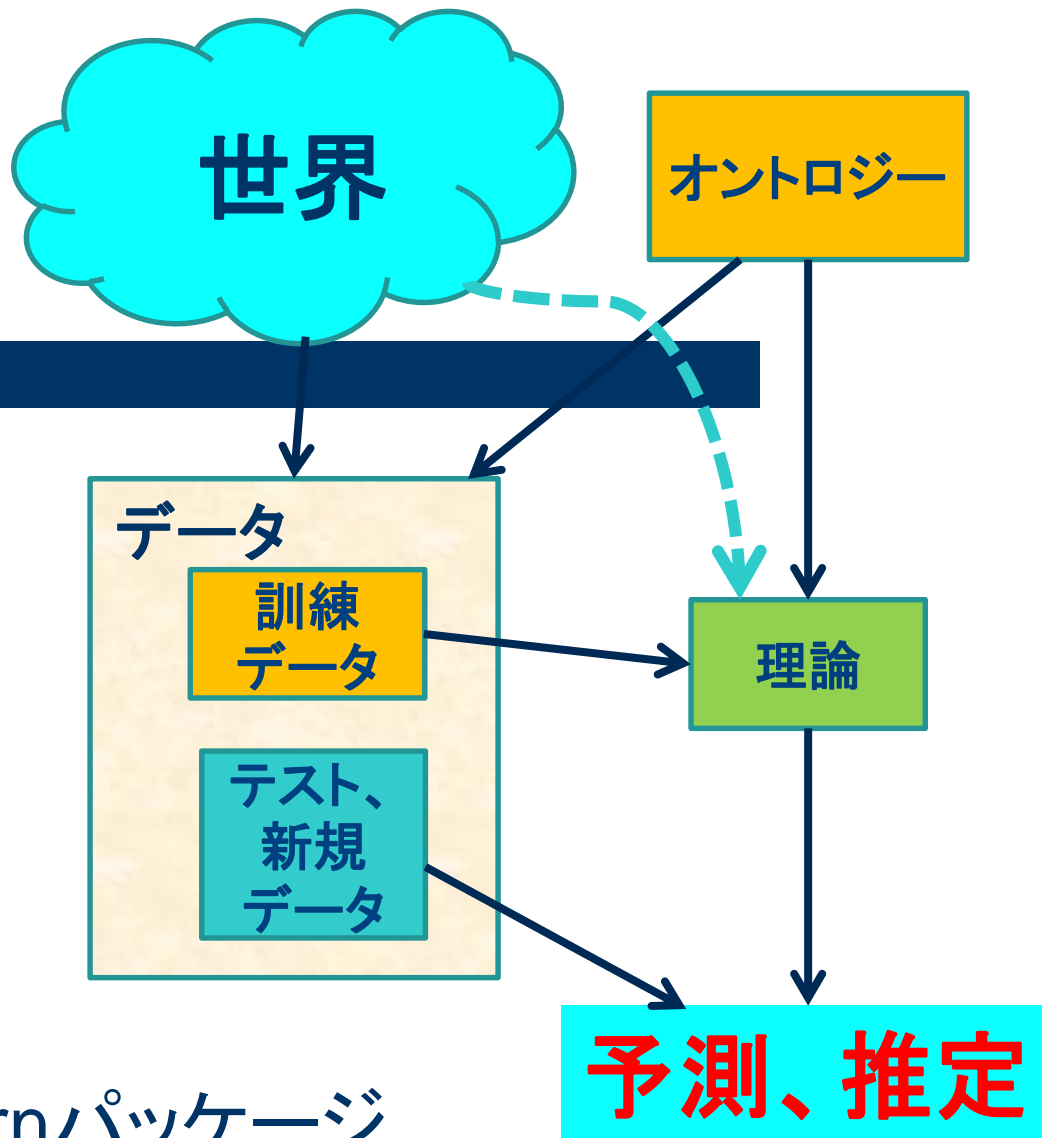 世界
オントロジー
データ
訓練
データ
理論
テスト、
新規
データ
予測、推定
rnパッケージ